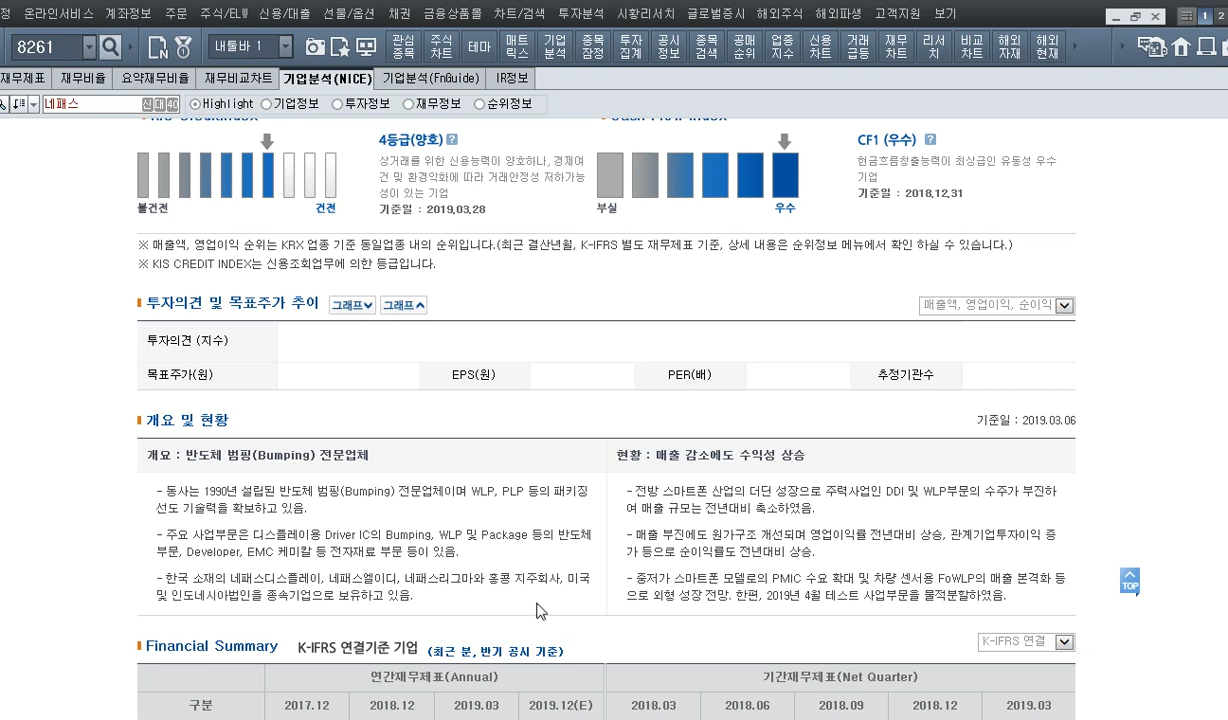 정 온라인서비스 계좌정보 주문 주식/ELW 신용/대출 선물/옵션 채권 금융상품몰 차트/검색 투자분석 시황리서치 글로벌증시 해외주식 해외파생 고객지원 보기
1 2
8261 내툴바 1 관심종목 주식차트 테마 매트릭스 기업분석 종목잠정 투자집계 공시정보 종목검색 공매순위 업종지수 신용차트 거래급등 재무차트 리서치 비교차트 해외자재 해외현재
재무제표 재무비율 요약재무비율 재무비교차트 기업분석(NICE) 기업분석(FnGuide) IR정보
네패스 신 대 40 Highlight 기업정보 투자정보 재무정보 순위정보
4등급(양호) ?
상거래를 위한 신용능력이 양호하나, 경제여
건 및 환경악화에 따라 거래안정성 저하가능
성이 있는 기업
기준일 : 2019.03.28
불건전 건전
CF1 (우수) ?
현금흐름창출능력이 최상급인 유동성 우수
기업
기준일 : 2018.12.31
부실 우수
※ 매출액, 영업이익 순위는 KRX 업종 기준 동일업종 내의 순위입니다.(최근 결산년월, K-IFRS 별도 재무제표 기준, 상세 내용은 순위정보 메뉴에서 확인 하실 수 있습니다.)
※ KIS CREDIT INDEX는 신용조회업무에 의한 등급입니다.
투자의견 및 목표주가 추이 그래프 그래프 매출액, 영업이익, 순이익
투자의견 (지수)
목표주가(원) EPS(원) PER(배) 추정기관수
개요 및 현황 기준일 : 2019.03.06
개요 : 반도체 범핑(Bumping) 전문업체
- 동사는 1990년 설립된 반도체 범핑(Bumping) 전문업체이며 WLP, PLP 등의 패키징
선도 기술력을 확보하고 있음.
- 주요 사업부문은 디스플레이용 Driver IC의 Bumping, WLP 및 Package 등의 반도체
부문, Developer, EMC 케미칼 등 전자재료 부문 등이 있음.
- 한국 소재의 네패스디스플레이, 네패스엘이디, 네패스리그마와 홍콩 지주회사, 미국
및 인도네시아법인을 종속기업으로 보유하고 있음.
현황 : 매출 감소에도 수익성 상승
- 전방 스마트폰 산업의 더딘 성장으로 주력사업인 DDI 및 WLP부문의 수주가 부진하
여 매출 규모는 전년대비 축소하였음.
- 매출 부진에도 원가구조 개선되며 영업이익률 전년대비 상승, 관계기업투자이익 증
가 등으로 순이익률도 전년대비 상승.
- 중저가 스마트폰 모델로의 PMIC 수요 확대 및 차량 센서용 FoWLP의 매출 본격화 등
으로 외형 성장 전망. 한편, 2019년 4월 테스트 사업부문을 물적분할하였음.
TOP
Financial Summary K-IFRS 연결기준 기업 (최근 분, 반기 공시 기준) K-IFRS 연결
연간재무제표(Annual) 기간재무제표(Net Quarter)
구분 2017.12 2018.12 2019.03 2019.12(E) 2018.03 2018.06 2018.09 2018.12 2019.03